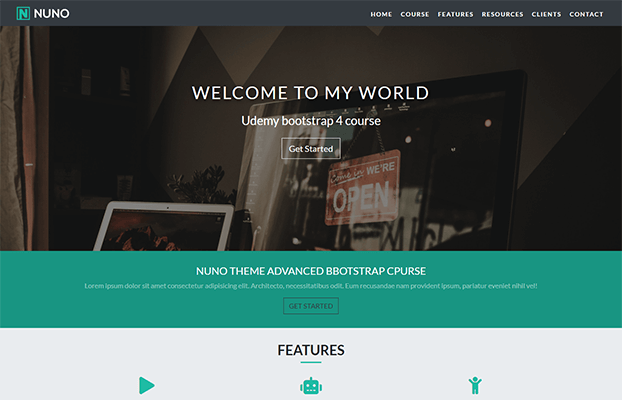 N NUNO
HOME COURSE FEATURES RESOURCES CLIENTS CONTACT
WELCOME TO MY WORLD
Udemy bootstrap 4 course
Get Started
Come in WE'RE
OPEN
NUNO THEME ADVANCED BBOTSTRAP CPURSE
Lorem ipsum dolor sit amet consectetur adipisicing elit. Architecto, necessitatibus odit. Eum recusandae nam provident ipsum, pariatur eveniet nihil vel!
GET STARTED
FEATURES